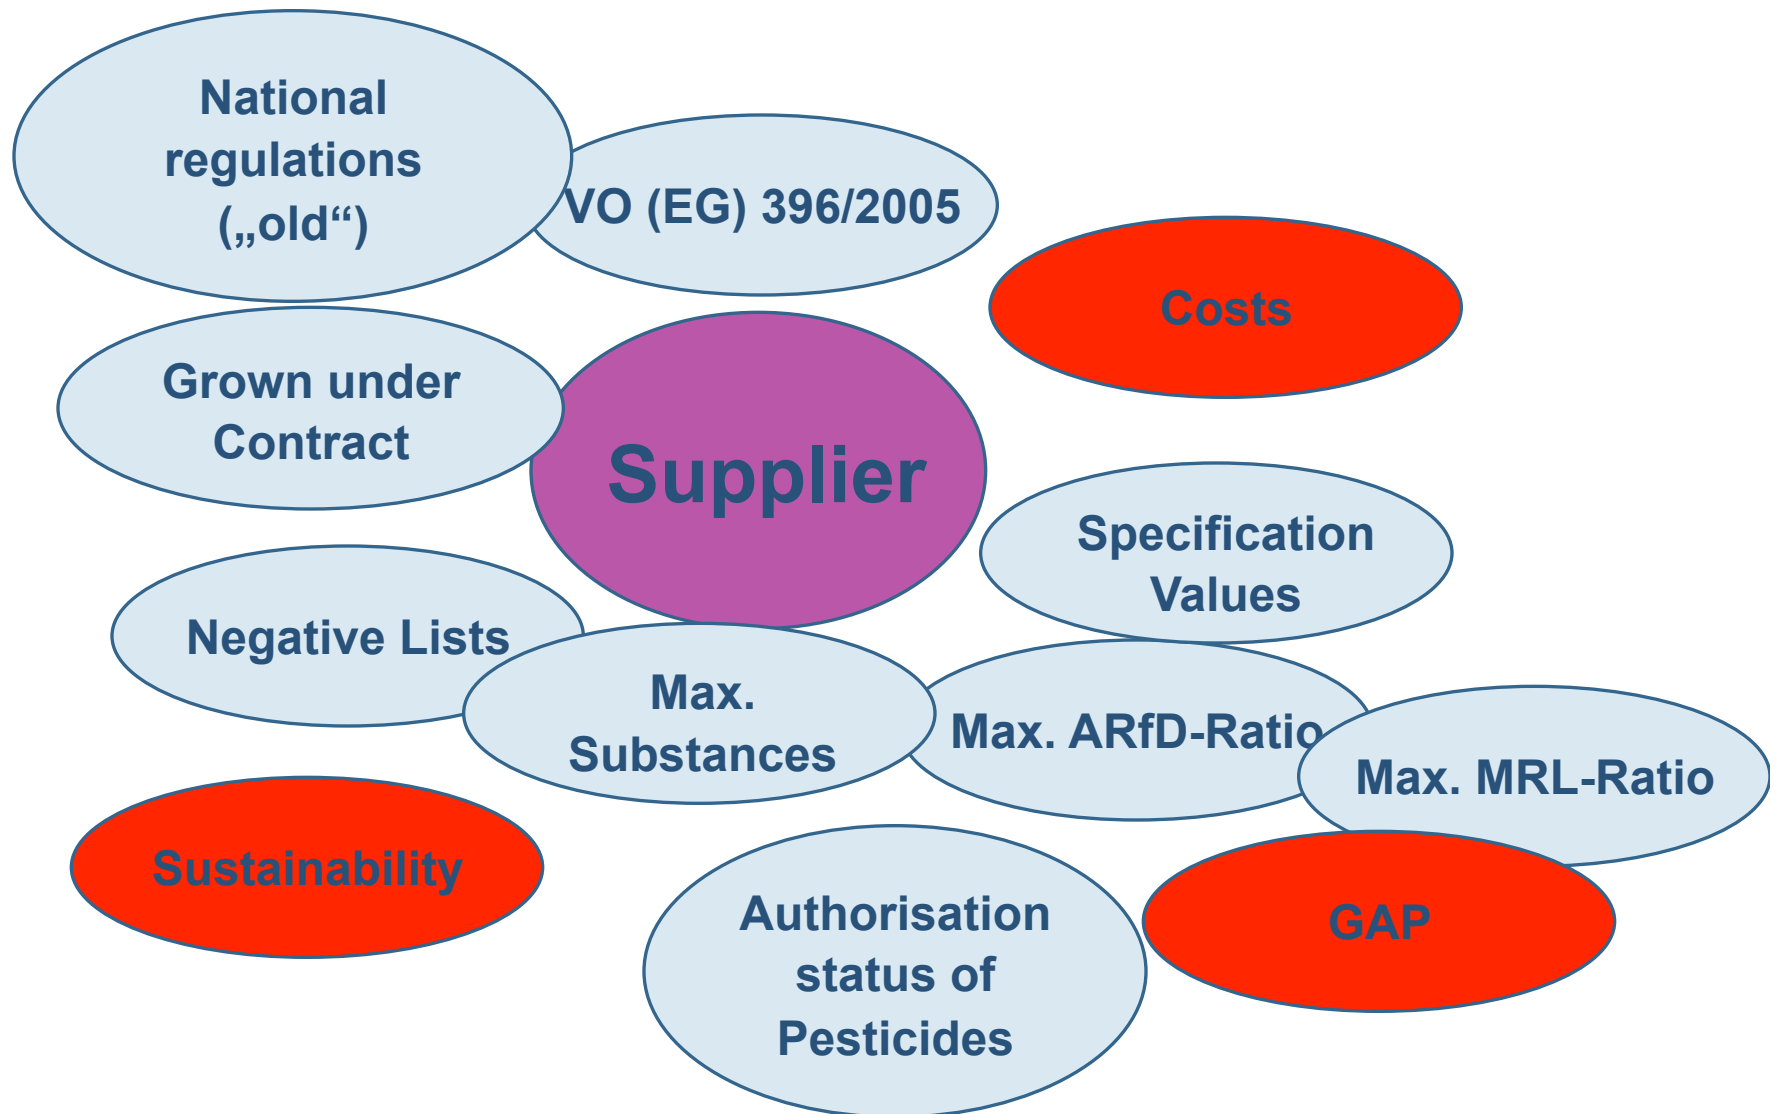 National
regulations
(„old“)
VO (EG) 396/2005
Costs
Grown under
Contract
Supplier
Specification
Values
Negative Lists
Max.
Substances
Max. ARfD-Ratio
Max. MRL-Ratio
Sustainability
Authorisation
status of
Pesticides
GAP